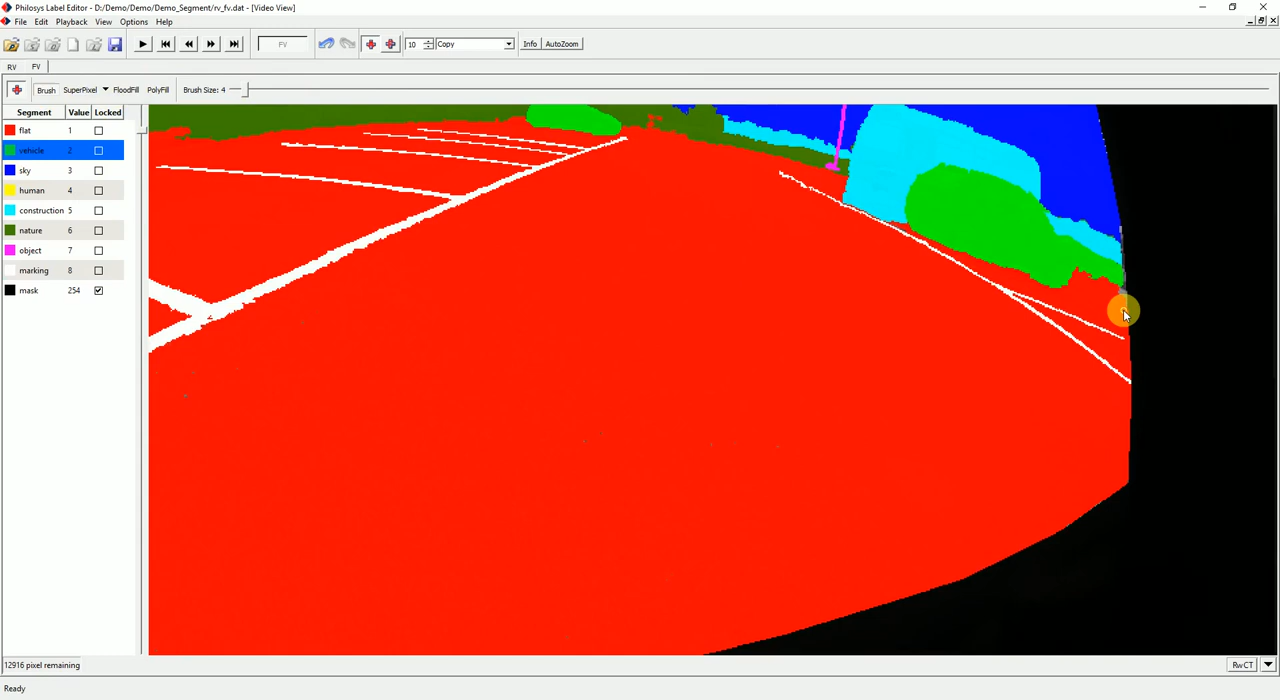 Philosys Label Editor - D:/Demo/Demo/Demo_Segment/rv_fv.dat - [Video View]
File Edit Playback View Options Help
FV 10 Copy Info AutoZoom
RV FV
Brush SuperPixel FloodFill PolyFill Brush Size: 4
Segment Value Locked
flat 1
vehicle 2
sky 3
human 4
construction 5
nature 6
object 7
marking 8
mask 254
12916 pixel remaining RwCT
Ready